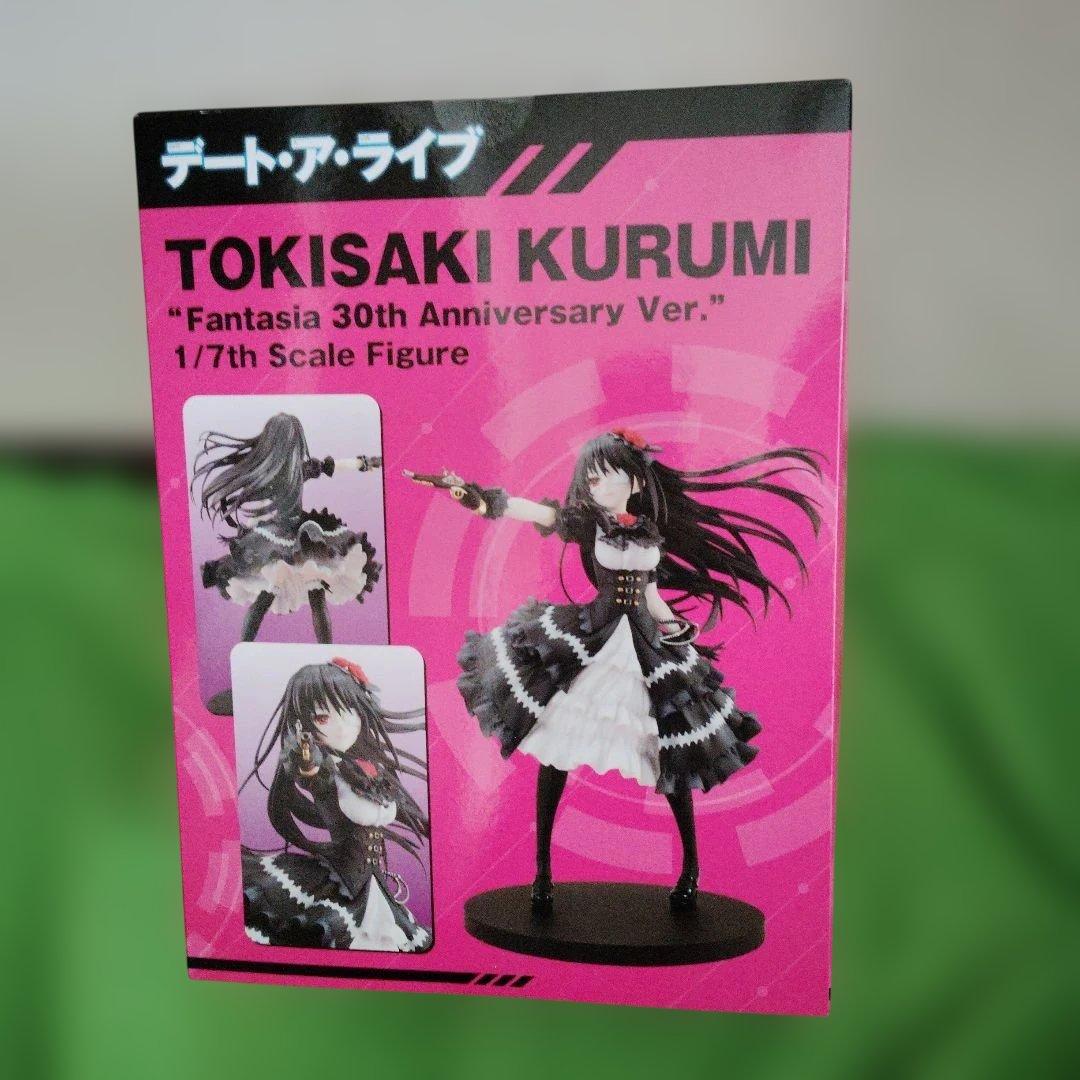 デート・ア・ライブ
TOKISAKI KURUMI
“Fantasia 30th Anniversary Ver.”
1/7th Scale Figure